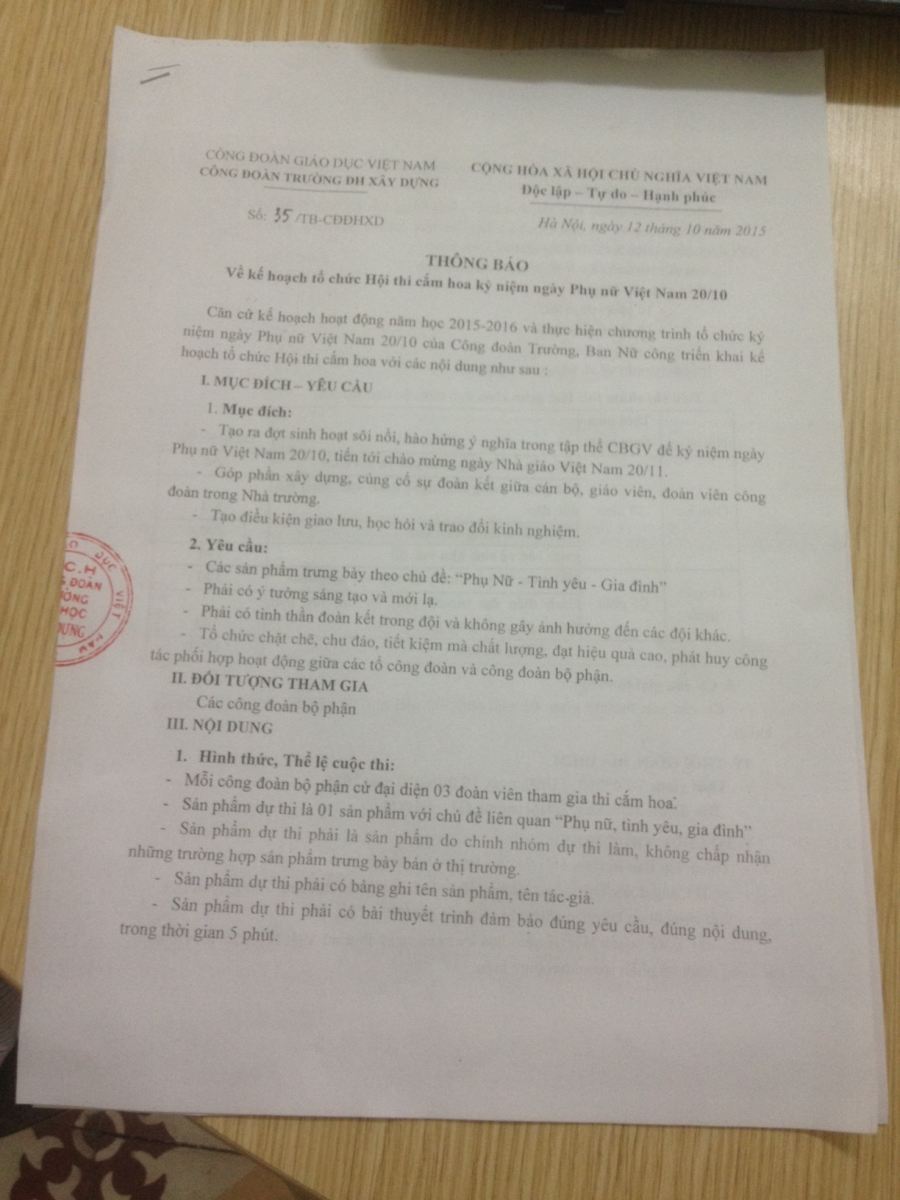 CÔNG ĐOÀN GIÁO DỤC VIỆT NAM
CÔNG ĐOÀN TRƯỜNG ĐH XÂY DỰNG
CỘNG HÒA XÃ HỘI CHỦ NGHĨA VIỆT NAM
Độc lập – Tự do – Hạnh phúc
Số: 35 /TB-CĐĐHXD
Hà Nội, ngày 12 tháng 10 năm 2015
THÔNG BÁO
Về kế hoạch tổ chức Hội thi cắm hoa kỷ niệm ngày Phụ nữ Việt Nam 20/10
Căn cứ kế hoạch hoạt động năm học 2015-2016 và thực hiện chương trình tổ chức kỷ
niệm ngày Phụ nữ Việt Nam 20/10 của Công đoàn Trường, Ban Nữ công triển khai kế
hoạch tổ chức Hội thi cắm hoa với các nội dung như sau :
I. MỤC ĐÍCH – YÊU CẦU
1. Mục đích:
- Tạo ra đợt sinh hoạt sôi nổi, hào hứng ý nghĩa trong tập thể CBGV để kỷ niệm ngày
Phụ nữ Việt Nam 20/10, tiến tới chào mừng ngày Nhà giáo Việt Nam 20/11.
- Góp phần xây dựng, củng cố sự đoàn kết giữa cán bộ, giáo viên, đoàn viên công
đoàn trong Nhà trường.
- Tạo điều kiện giao lưu, học hỏi và trao đổi kinh nghiệm.
2. Yêu cầu:
- Các sản phẩm trưng bày theo chủ đề: “Phụ Nữ - Tình yêu - Gia đình”
- Phải có ý tưởng sáng tạo và mới lạ.
- Phải có tinh thần đoàn kết trong đội và không gây ảnh hưởng đến các đội khác.
- Tổ chức chặt chẽ, chu đáo, tiết kiệm mà chất lượng, đạt hiệu quả cao, phát huy công
tác phối hợp hoạt động giữa các tổ công đoàn và công đoàn bộ phận.
II. ĐỐI TƯỢNG THAM GIA
Các công đoàn bộ phận
III. NỘI DUNG
1. Hình thức, Thể lệ cuộc thi:
- Mỗi công đoàn bộ phận cử đại diện 03 đoàn viên tham gia thi cắm hoa.
- Sản phẩm dự thi là 01 sản phẩm với chủ đề liên quan “Phụ nữ, tình yêu, gia đình”
- Sản phẩm dự thi phải là sản phẩm do chính nhóm dự thi làm, không chấp nhận
những trường hợp sản phẩm trưng bày bán ở thị trường.
- Sản phẩm dự thi phải có bảng ghi tên sản phẩm, tên tác giả.
- Sản phẩm dự thi phải có bài thuyết trình đảm bảo đúng yêu cầu, đúng nội dung,
trong thời gian 5 phút.
DỤC VIỆT NAM
C.H
ĐOÀN
HỌC